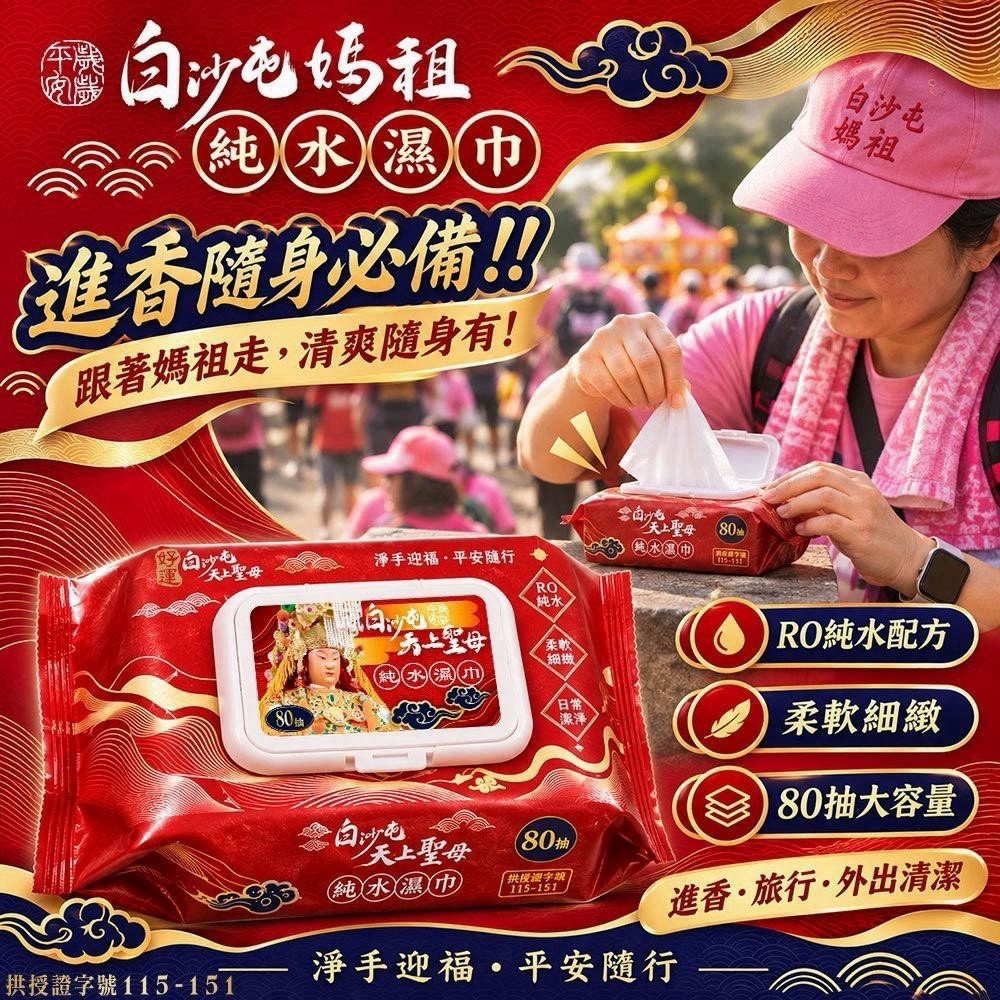 歲歲平安
白沙屯媽祖
純水濕巾
進香隨身必備!!
跟著媽祖走，清爽隨身有!
白沙屯
媽祖
白沙屯
天上聖母
純水濕巾
80抽
115-151
好運
白沙屯
天上聖母
淨手迎福・平安隨行
RO
純水
柔軟
細緻
日常
潔淨
白沙屯
天上聖母
純水濕巾
80抽
白沙屯
天上聖母
純水濕巾
80抽
拱授證字號
115-151
RO純水配方
柔軟細緻
80抽大容量
進香・旅行・外出清潔
淨手迎福・平安隨行
拱授證字號115-151